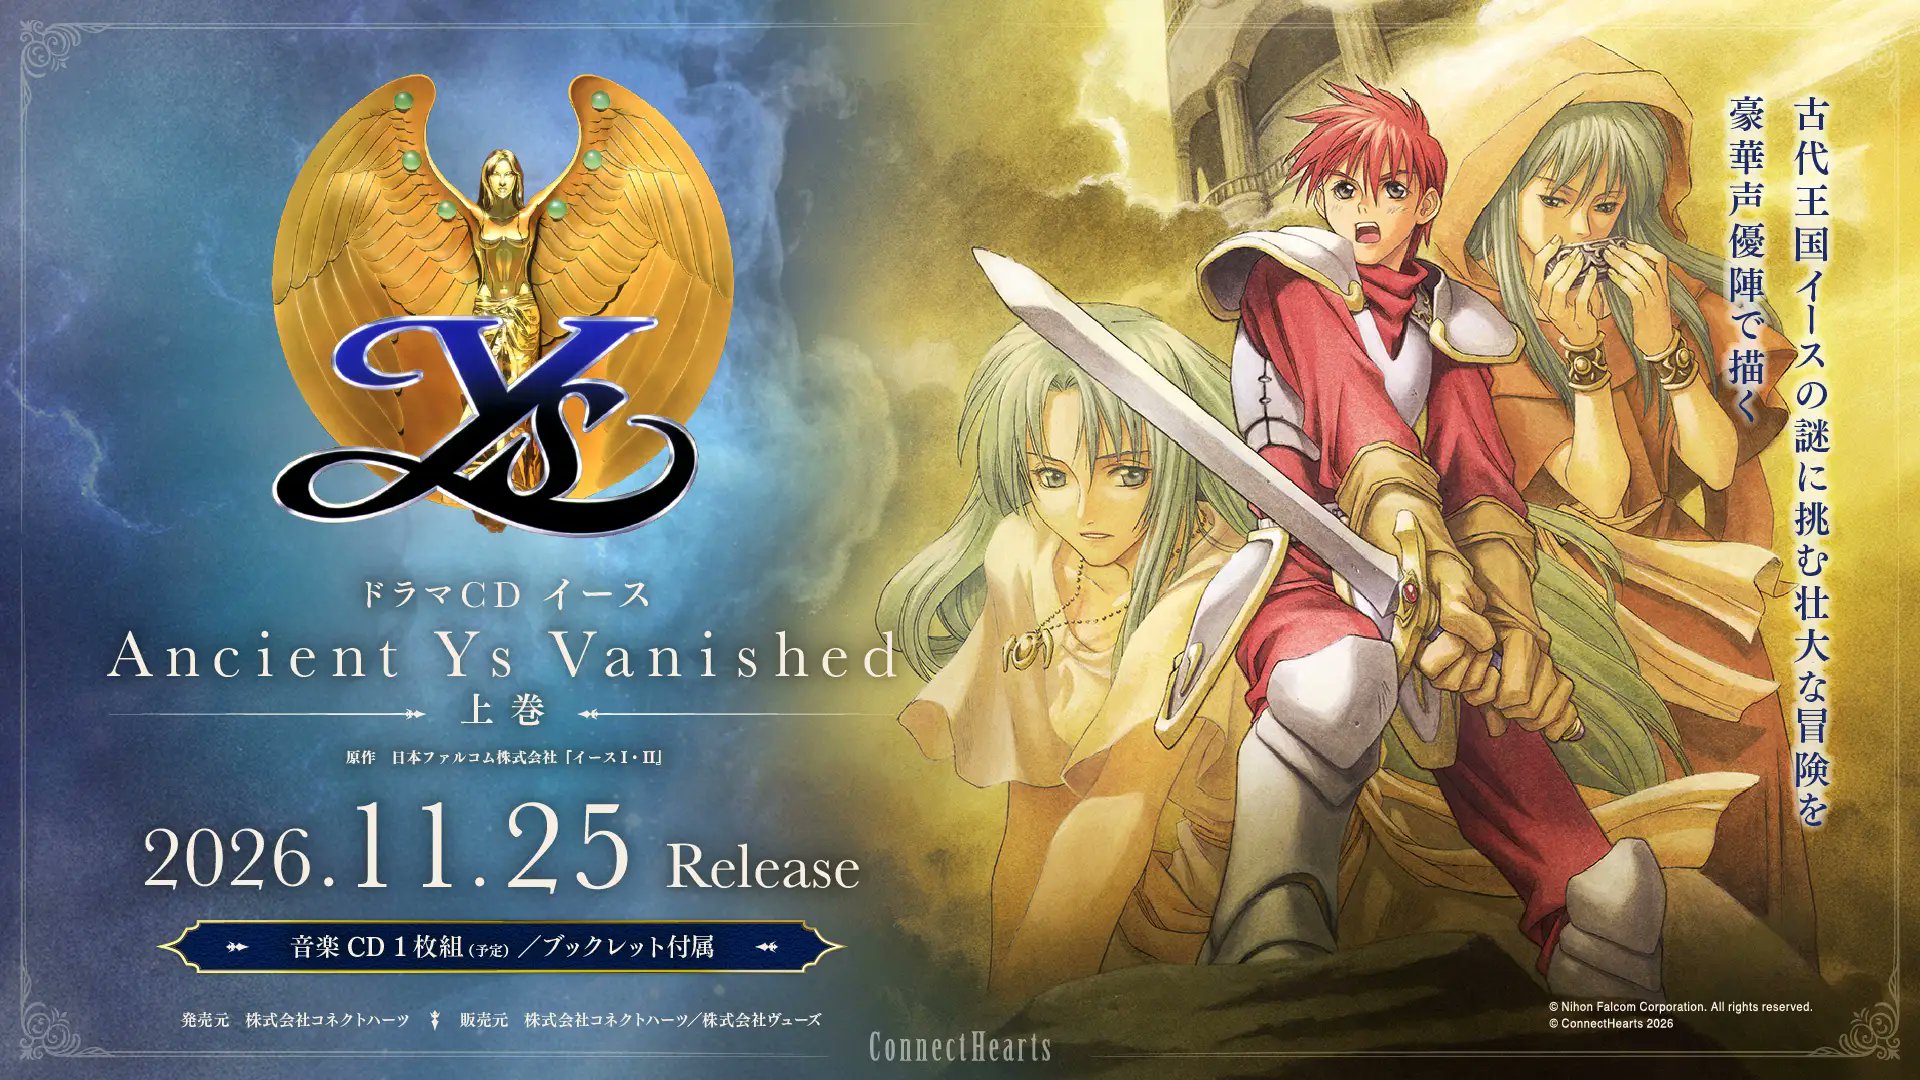 Ys
ドラマCD イース
Ancient Ys Vanished
上巻
原作 日本ファルコム株式会社『イースI・II』
2026.11.25 Release
音楽 CD 1 枚組(予定)/ブックレット付属
発売元 株式会社コネクトハーツ 販売元 株式会社コネクトハーツ/株式会社ヴューズ
古代王国イースの謎に挑む壮大な冒険を
豪華声優陣で描く
© Nihon Falcom Corporation. All rights reserved.
© ConnectHearts 2026
ConnectHearts